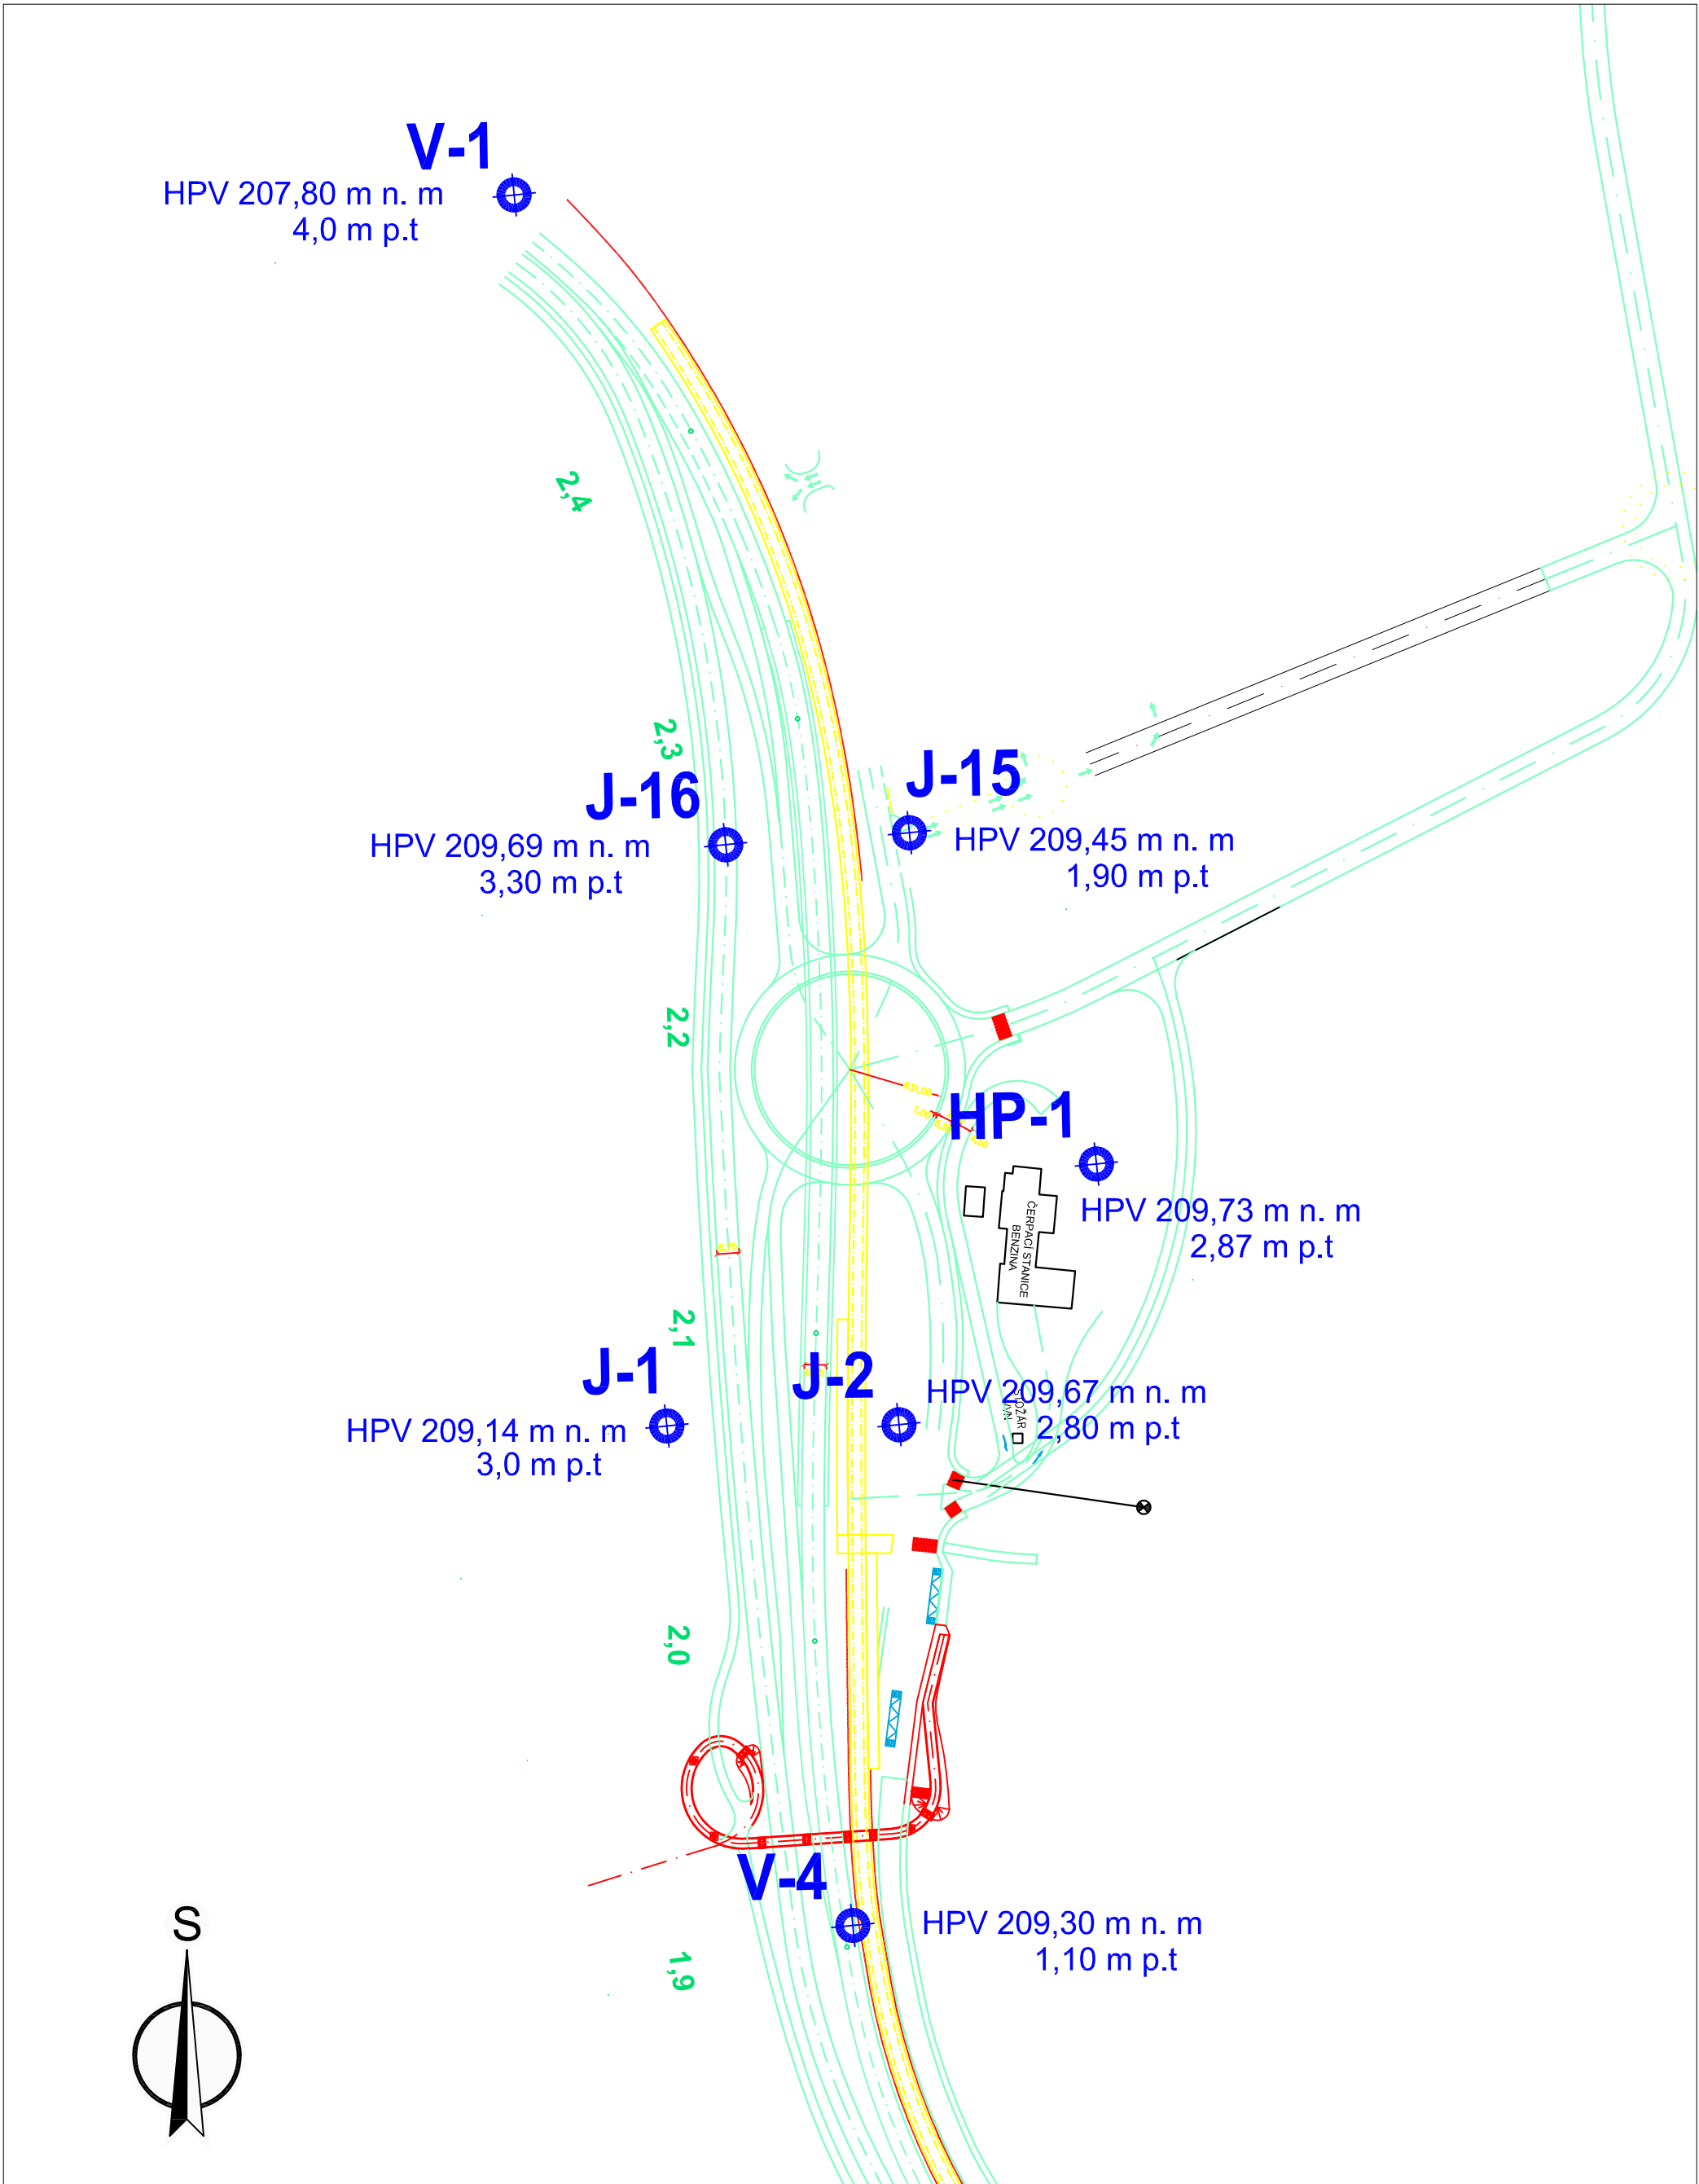 V-1
HPV 207,80 m n. m
4,0 m p.t
2,4
2,3
J-16
HPV 209,69 m n. m
3,30 m p.t
J-15
HPV 209,45 m n. m
1,90 m p.t
2,2
R31.00
HP-1
HPV 209,73 m n. m
2,87 m p.t
ČERPACÍ STANICE
BENZINA
2,1
J-1
HPV 209,14 m n. m
3,0 m p.t
J-2
HPV 209,67 m n. m
2,80 m p.t
STOŽÁR
2,0
V-4
HPV 209,30 m n. m
1,10 m p.t
1,9
S